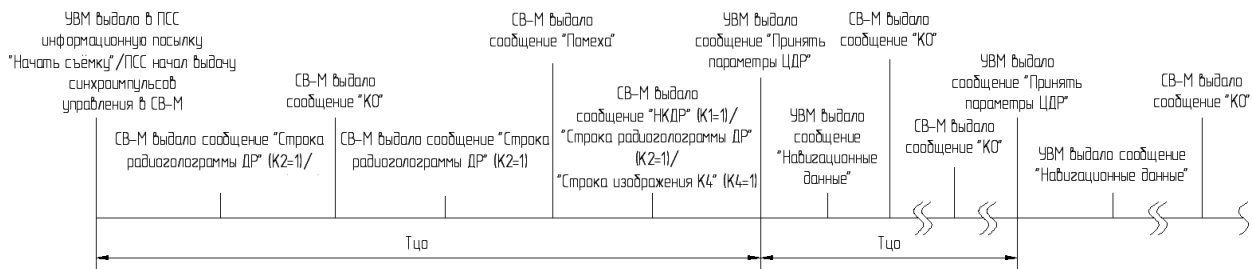 УВМ выдало в ПСС
информационную посылку
"Начать съёмку"/ПСС начал выдачу
синхроимпульсов
управления в СВ-М
СВ-М выдало сообщение "Строка
радиоголограммы ДР" (К2=1)/
СВ-М выдало
сообщение "КО"
СВ-М выдало сообщение "Строка
радиоголограммы ДР" (К2=1)
СВ-М выдало
сообщение "Помеха"
СВ-М выдало
сообщение "НКДР" (К1=1)/
"Строка радиоголограммы ДР"
(К2=1)/
"Строка изображения К4" (К4=1)
УВМ выдало
сообщение "Принять
параметры ЦДР"
УВМ выдало
сообщение
"Навигационные
данные"
СВ-М выдало
сообщение "КО"
СВ-М выдало
сообщение "КО"
УВМ выдало
сообщение "Принять
параметры ЦДР"
УВМ выдало сообщение
"Навигационные данные"
СВ-М выдало
сообщение "КО"
Тцо
Тцо